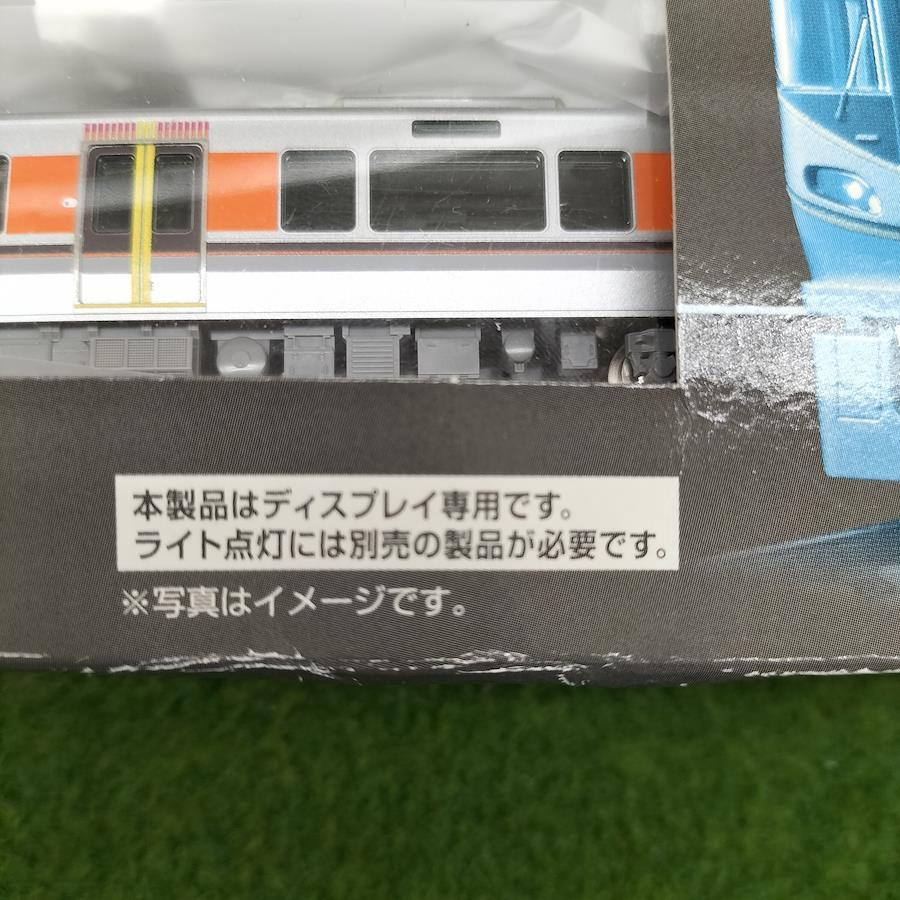 本製品はディスプレイ専用です。
ライト点灯には別売の製品が必要です。
※写真はイメージです。